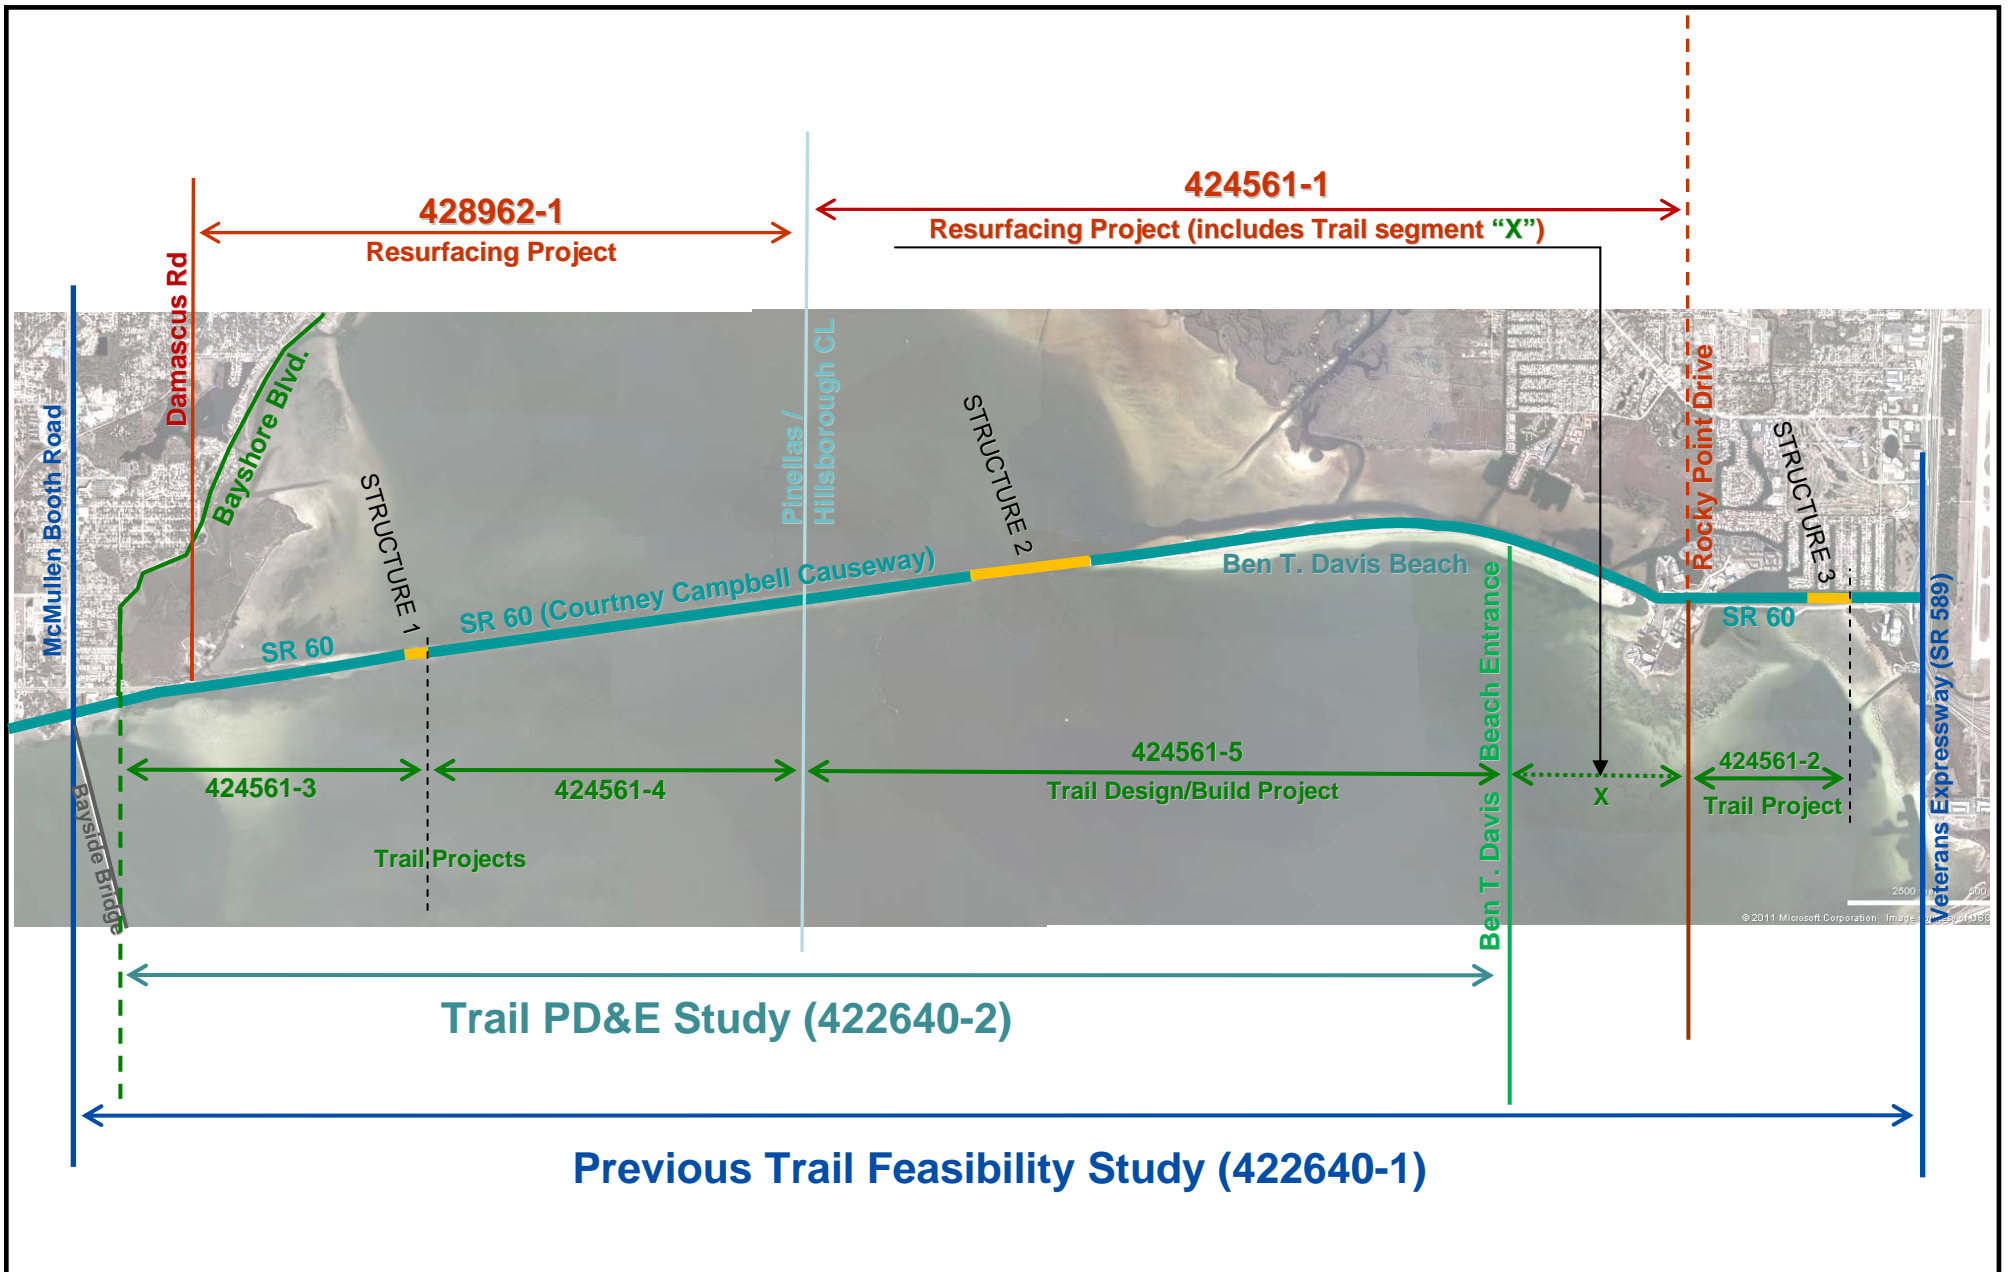 424561-1
Resurfacing Project (includes Trail segment “X”)
428962-1
Resurfacing Project
Damascus Rd
Bayshore Blvd.
McMullen Booth Road
Pinellas /
Hillsborough CL
STRUCTURE 1
STRUCTURE 2
STRUCTURE 3
Rocky Point Drive
SR 60
SR 60 (Courtney Campbell Causeway)
Ben T. Davis Beach
SR 60
Veterans Expressway (SR 589)
Ben T. Davis Beach Entrance
Bayside Bridge
424561-3
424561-4
Trail Projects
424561-5
Trail Design/Build Project
X
424561-2
Trail Project
2500
500
© 2011 Microsoft Corporation Image
Trail PD&E Study (422640-2)
Previous Trail Feasibility Study (422640-1)